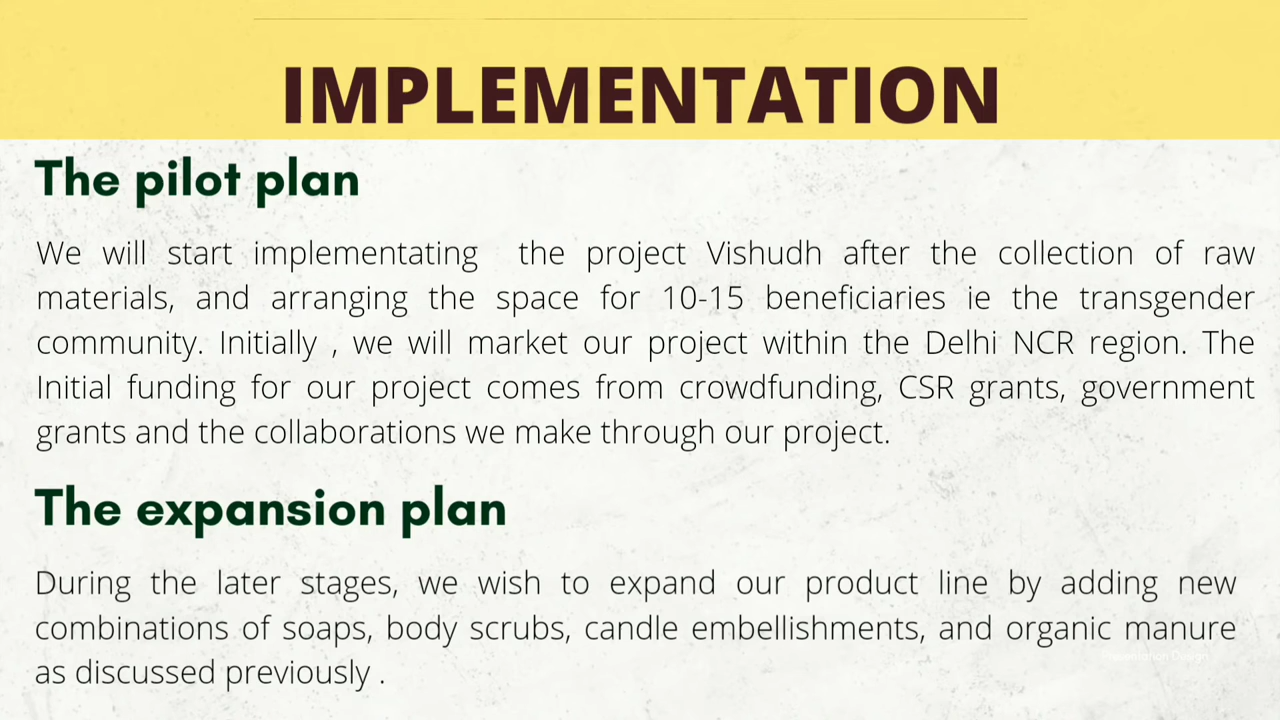 IMPLEMENTATION
The pilot plan
We will start implementating the project Vishudh after the collection of raw
materials, and arranging the space for 10-15 beneficiaries ie the transgender
community. Initially , we will market our project within the Delhi NCR region. The
Initial funding for our project comes from crowdfunding, CSR grants, government
grants and the collaborations we make through our project.
The expansion plan
During the later stages, we wish to expand our product line by adding new
combinations of soaps, body scrubs, candle embellishments, and organic manure
as discussed previously .